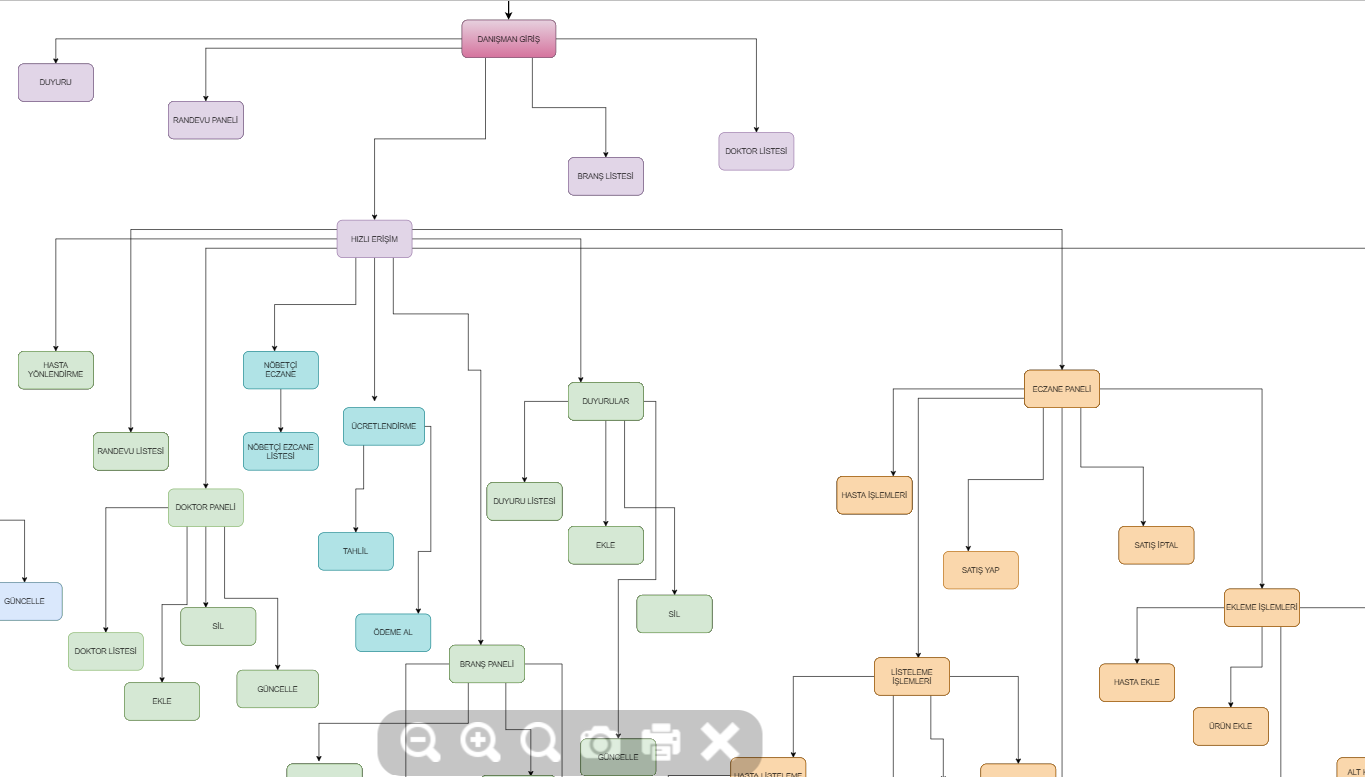 DANIŞMAN GİRİŞ
DUYURU
RANDEVU PANELİ
DOKTOR LİSTESİ
BRANŞ LİSTESİ
HIZLI ERİŞİM
HASTA
YÖNLENDİRME
NÖBETÇİ
ECZANE
ECZANE PANELİ
DUYURULAR
ÜCRETLENDİRME
RANDEVU LİSTESİ
NÖBETÇİ EZCANE
LİSTESİ
DUYURU LİSTESİ
HASTA İŞLEMLERİ
DOKTOR PANELİ
EKLE
SATIŞ İPTAL
TAHLİL
SATIŞ YAP
GÜNCELLE
EKLEME İŞLEMLERİ
SİL
SİL
ÖDEME AL
DOKTOR LİSTESİ
BRANŞ PANELİ
LİSTELEME
İŞLEMLERİ
HASTA EKLE
GÜNCELLE
EKLE
ÜRÜN EKLE
GÜNCELLE
HASTA LİSTELEME
ALT